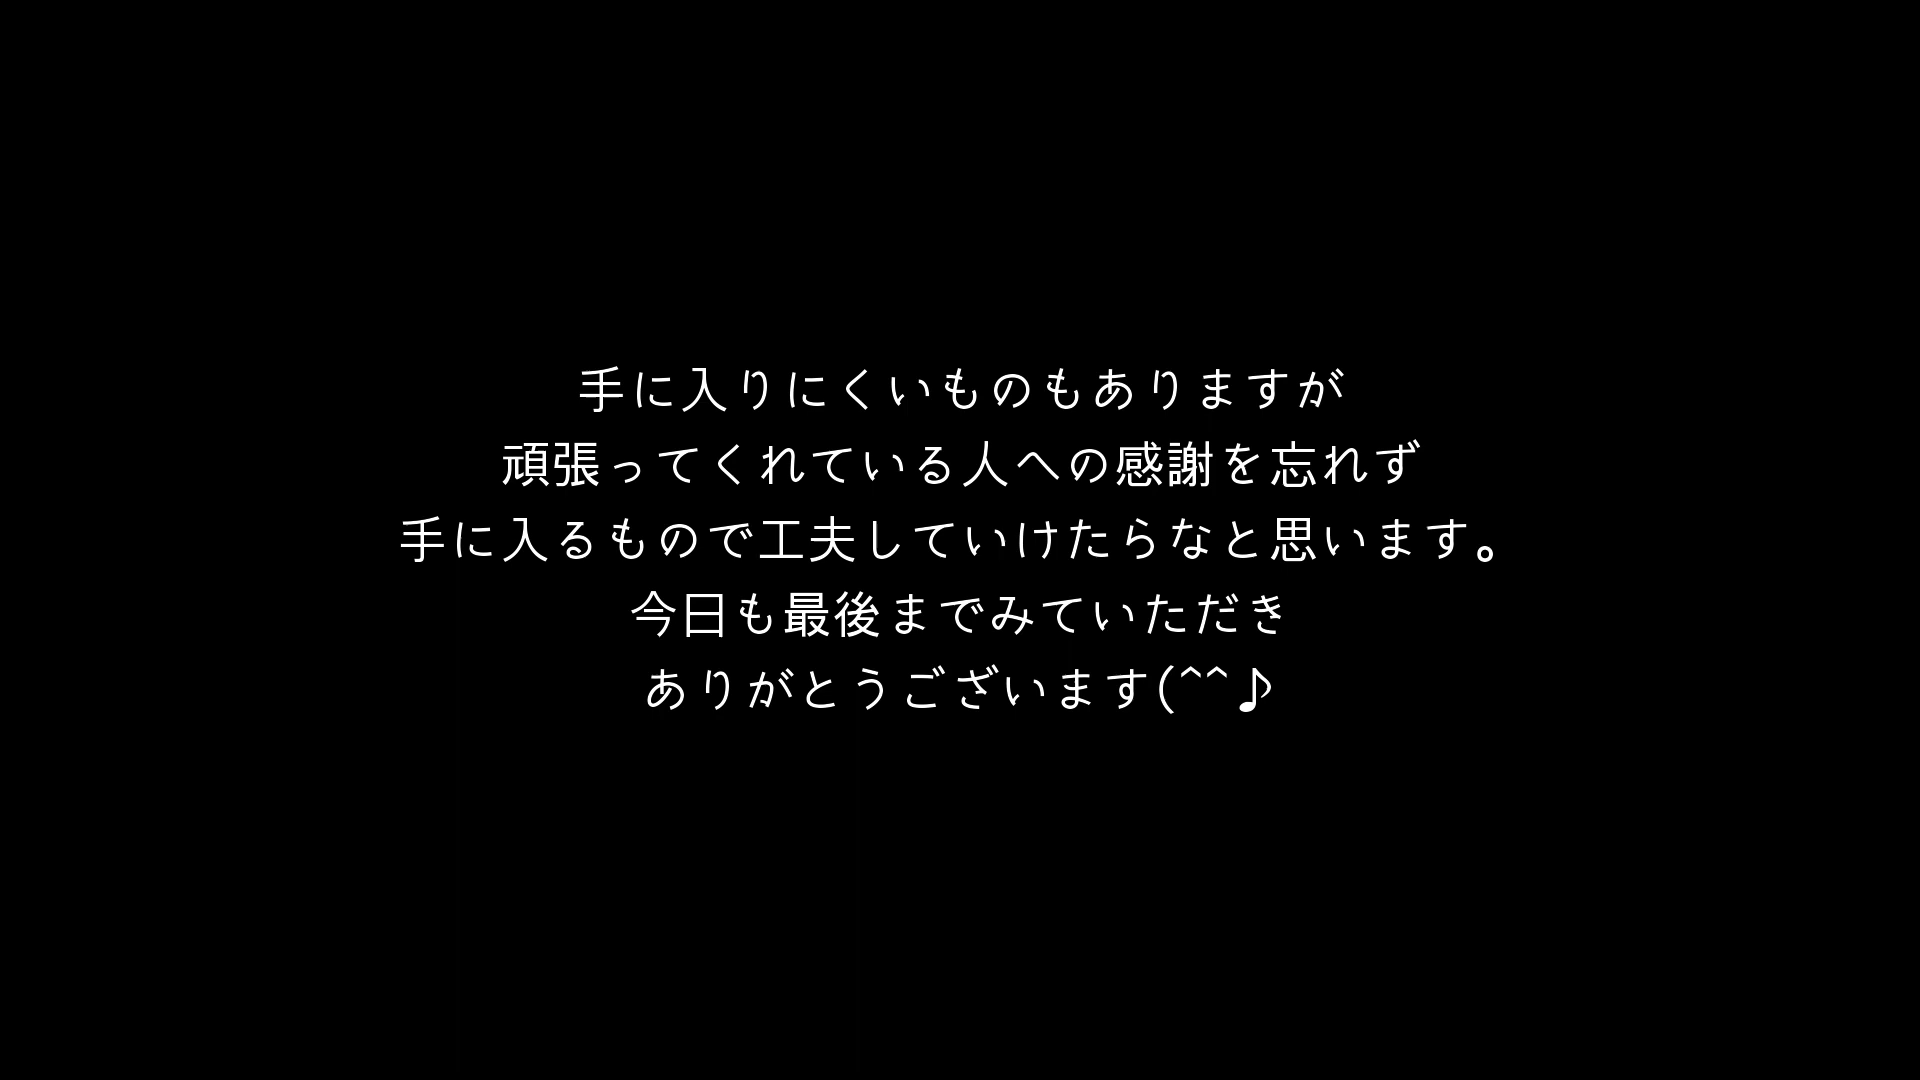 手に入りにくいものもありますが
頑張ってくれている人への感謝を忘れず
手に入るもので工夫していけたらなと思います。
今日も最後までみていただき
ありがとうございます(^^♪